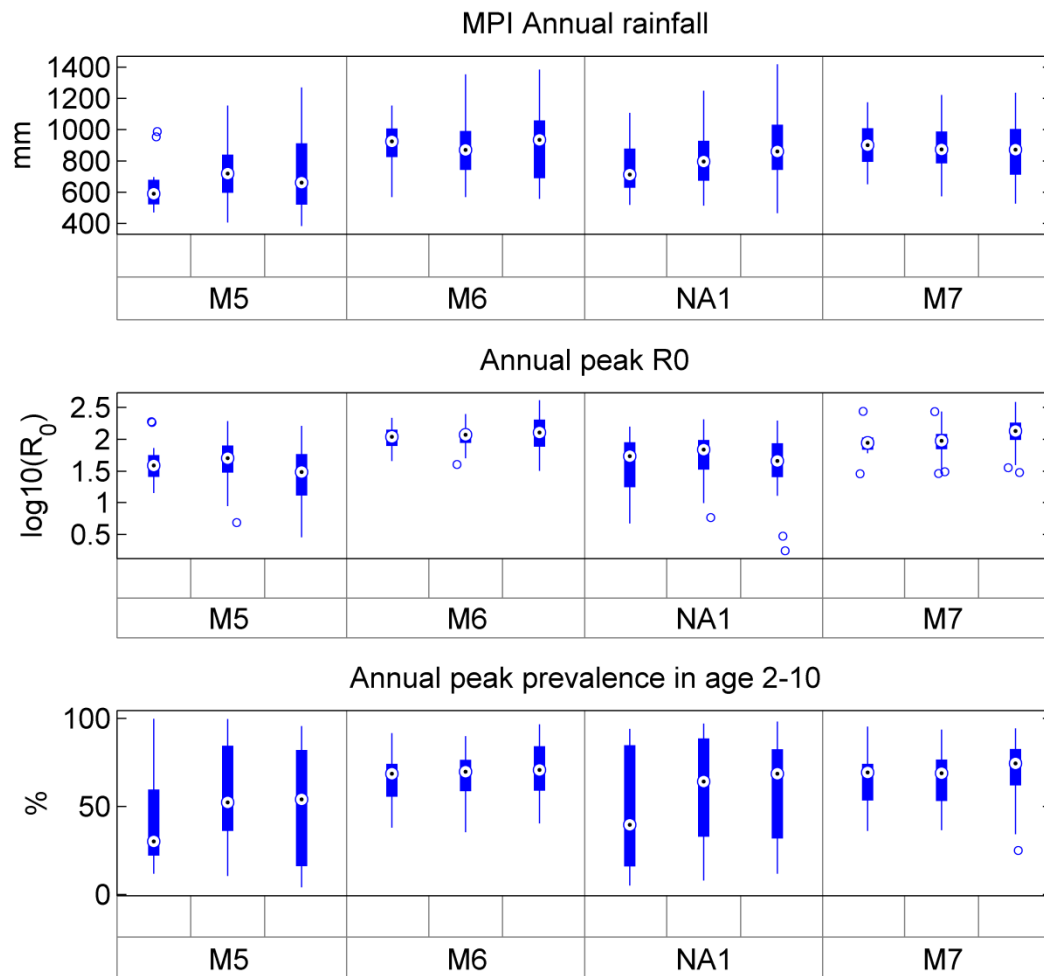 MPI Annual rainfall
1400
1200
1000
800
600
400
mm
M5 M6 NA1 M7
Annual peak R0
2.5
2
1.5
1
0.5
log10(R0)
M5 M6 NA1 M7
Annual peak prevalence in age 2-10
100
50
0
%
M5 M6 NA1 M7